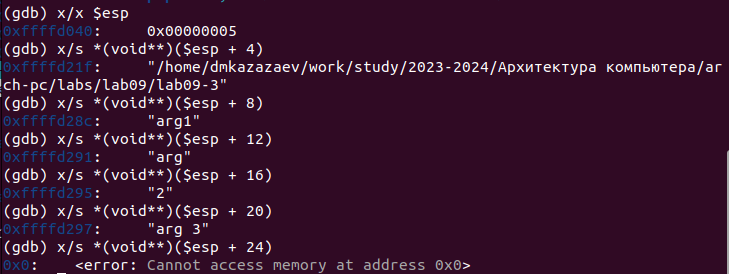 (gdb) x/x $esp
0xffffd040:     0x00000005
(gdb) x/s *(void**)($esp + 4)
0xffffd21f:     "/home/dmkazazaev/work/study/2023-2024/Архитектура компьютера/ar
ch-pc/labs/lab09/lab09-3"
(gdb) x/s *(void**)($esp + 8)
0xffffd28c:     "arg1"
(gdb) x/s *(void**)($esp + 12)
0xffffd291:     "arg"
(gdb) x/s *(void**)($esp + 16)
0xffffd295:     "2"
(gdb) x/s *(void**)($esp + 20)
0xffffd297:     "arg 3"
(gdb) x/s *(void**)($esp + 24)
0x0:    <error: Cannot access memory at address 0x0>